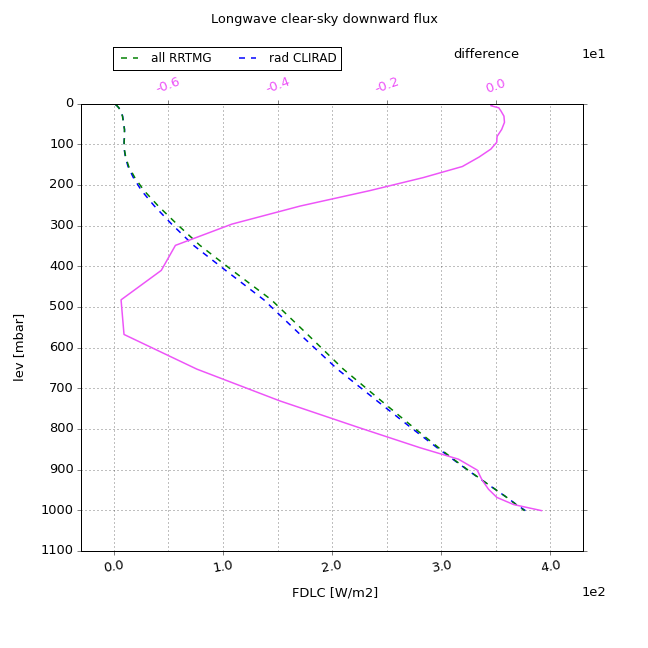 Longwave clear-sky downward flux
all RRTMG
rad CLIRAD
difference
1e1
-0.6
-0.4
-0.2
0.0
0
100
200
300
400
500
600
700
800
900
1000
1100
lev [mbar]
0.0
1.0
2.0
3.0
4.0
FDLC [W/m2]
1e2